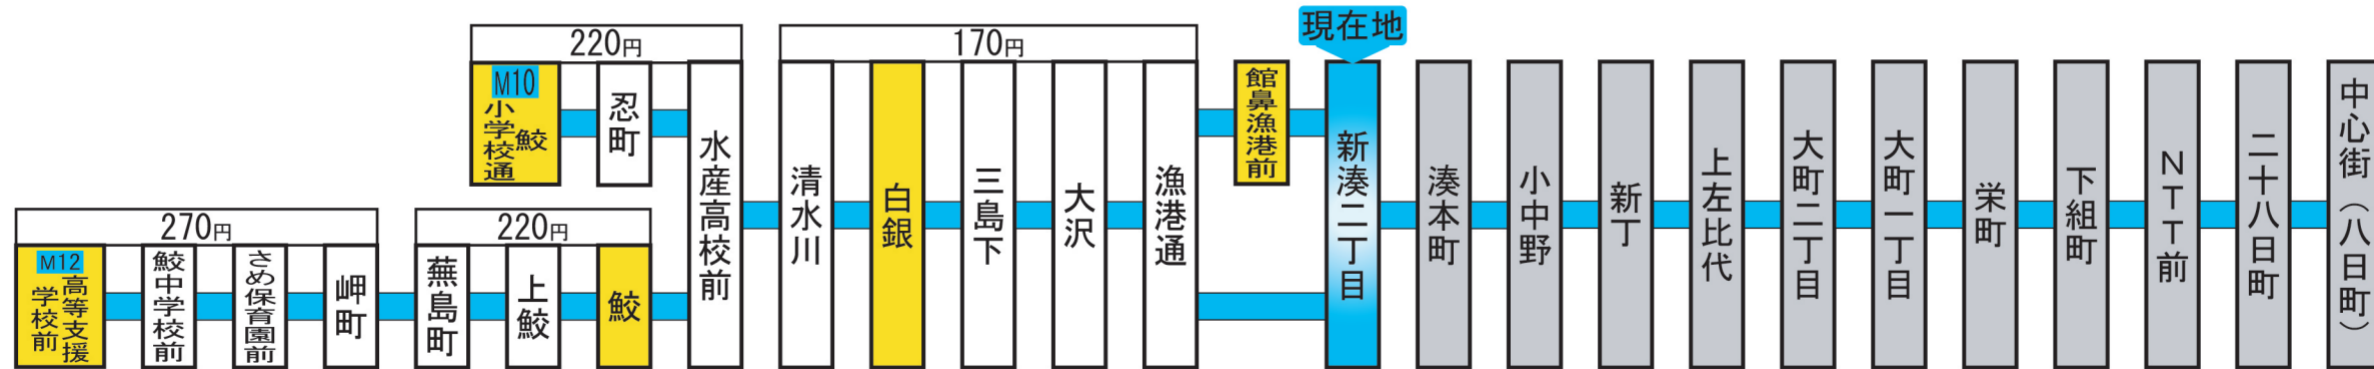 現在地
220円
170円
M10
鮫
小学校通
忍町
水産高校前
清水川
白銀
三島下
大沢
漁港通
館鼻漁港前
新湊二丁目
湊本町
小中野
新丁
上左比代
大町二丁目
大町一丁目
栄町
下組町
NTT前
二十八日町
中心街（八日町）
270円
220円
M12
高等支援
学校前
鮫中学校前
さめ保育園前
岬町
蕪島町
上鮫
鮫